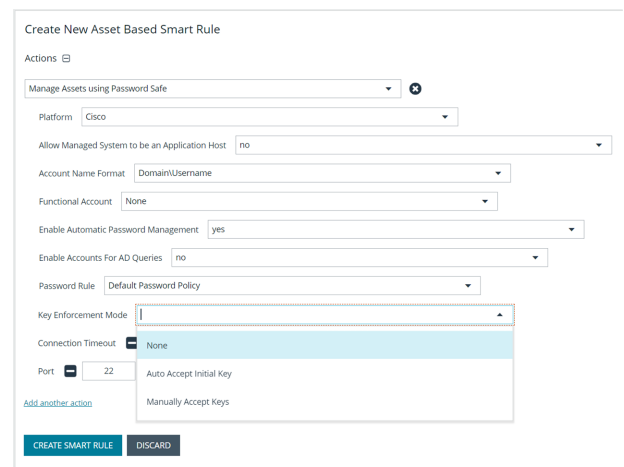 Create New Asset Based Smart Rule
Actions
Manage Assets using Password Safe
Platform Cisco
Allow Managed System to be an Application Host no
Account Name Format Domain\Username
Functional Account None
Enable Automatic Password Management yes
Enable Accounts For AD Queries no
Password Rule Default Password Policy
Key Enforcement Mode
Connection Timeout
None
Port 22
Auto Accept Initial Key
Manually Accept Keys
Add another action
CREATE SMART RULE DISCARD